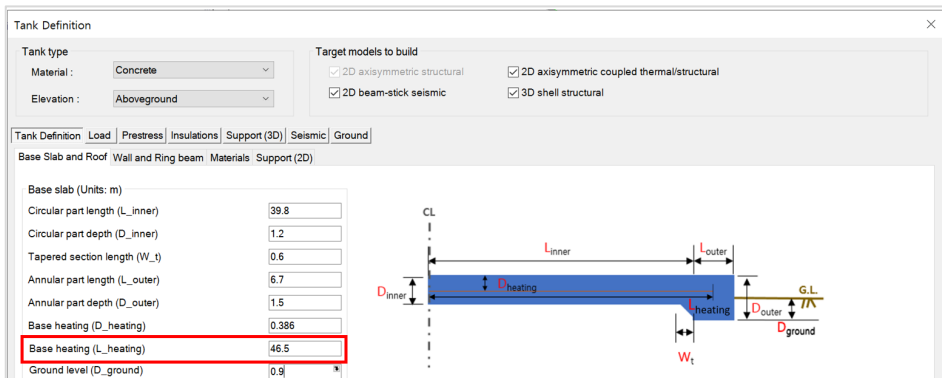 Tank Definition
Tank type
Material : Concrete
Elevation : Aboveground
Target models to build
2D axisymmetric structural
2D axisymmetric coupled thermal/structural
2D beam-stick seismic
3D shell structural
Tank Definition Load Prestress Insulations Support (3D) Seismic Ground
Base Slab and Roof Wall and Ring beam Materials Support (2D)
Base slab (Units: m)
Circular part length (L_inner) 39.8
Circular part depth (D_inner) 1.2
Tapered section length (W_t) 0.6
Annular part length (L_outer) 6.7
Annular part depth (D_outer) 1.5
Base heating (D_heating) 0.386
Base heating (L_heating) 46.5
Ground level (D_ground) 0.9
CL
Linner
Louter
Dinner
Dheating
Lheating
G.L.
Douter
Dground
Wt